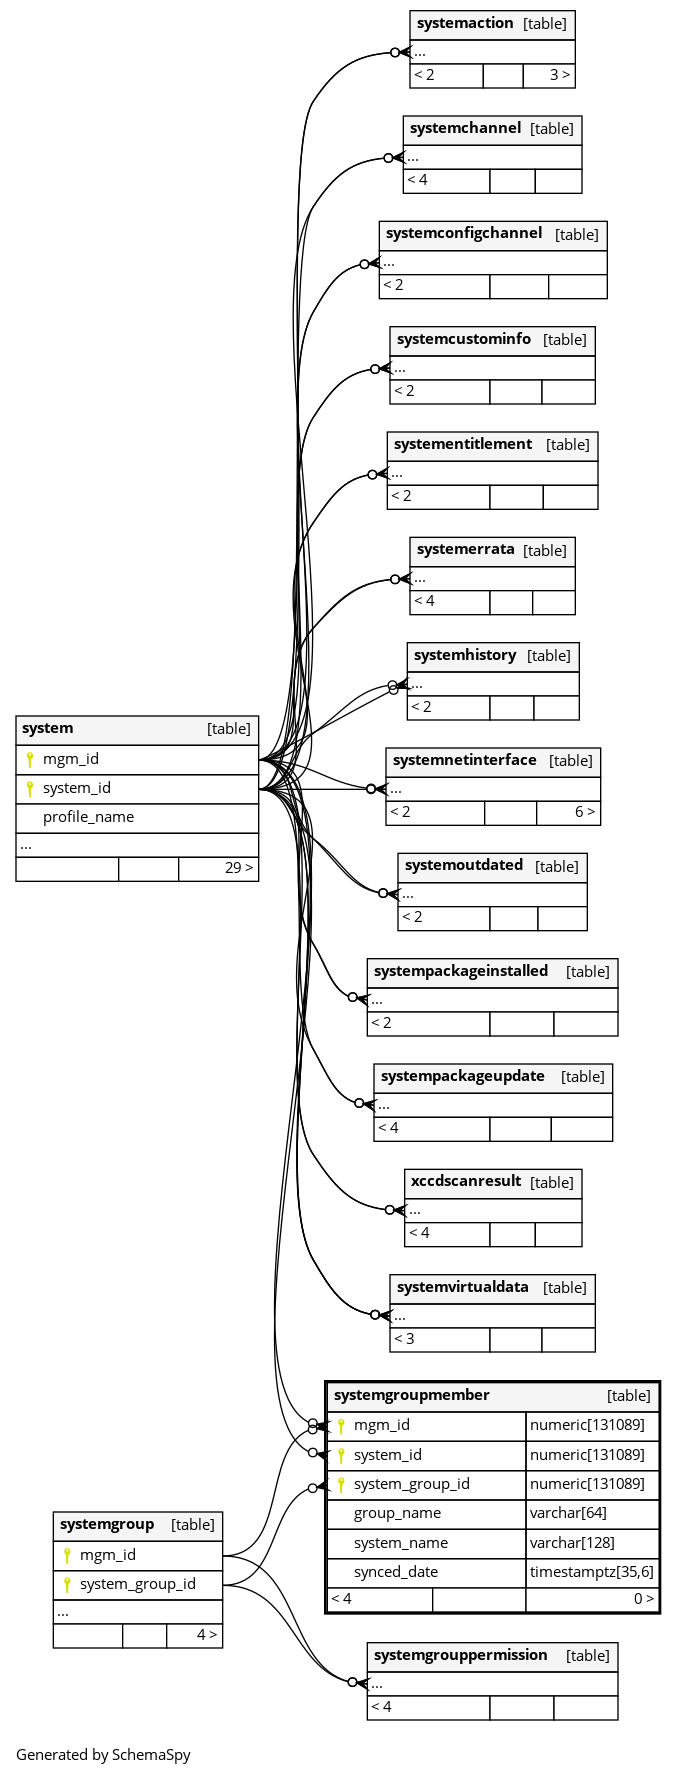 systemaction [table]
...
< 2 3 >
systemchannel [table]
...
< 4
systemconfigchannel [table]
...
< 2
systemcustominfo [table]
...
< 2
systementitlement [table]
...
< 2
systemerrata [table]
...
< 4
systemhistory [table]
...
< 2
system [table]
mgm_id
system_id
profile_name
...
29 >
systemnetinterface [table]
...
< 2 6 >
systemoutdated [table]
...
< 2
systempackageinstalled [table]
...
< 2
systempackageupdate [table]
...
< 4
xccdscanresult [table]
...
< 4
systemvirtualdata [table]
...
< 3
systemgroupmember [table]
mgm_id numeric[131089]
system_id numeric[131089]
system_group_id numeric[131089]
group_name varchar[64]
system_name varchar[128]
synced_date timestamptz[35,6]
< 4 0 >
systemgroup [table]
mgm_id
system_group_id
...
4 >
systemgrouppermission [table]
...
< 4
Generated by SchemaSpy